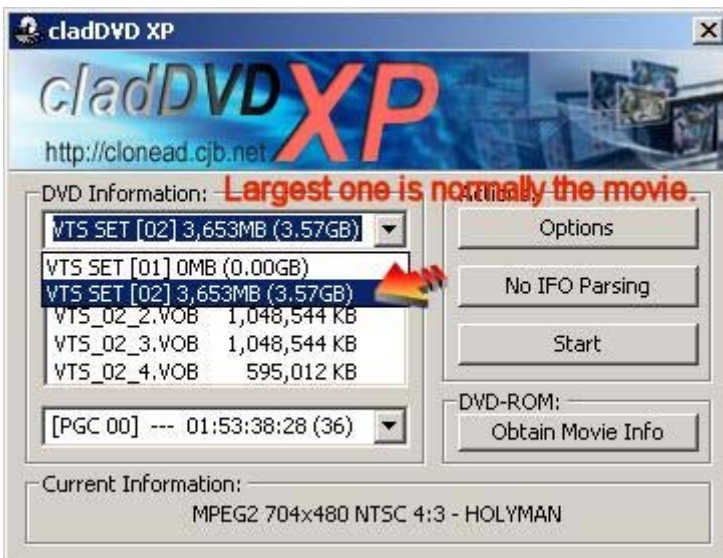 cladDVD XP
cladDVD XP
http://clonead.cjb.net
DVD Information:
Largest one is normally the movie.
Actions:
VTS SET [02] 3,653MB (3.57GB)
VTS SET [01] 0MB (0.00GB)
VTS SET [02] 3,653MB (3.57GB)
VTS_02_2.VOB 1,048,544 KB
VTS_02_3.VOB 1,048,544 KB
VTS_02_4.VOB 595,012 KB
[PGC 00] --- 01:53:38:28 (36)
Options
No IFO Parsing
Start
DVD-ROM:
Obtain Movie Info
Current Information:
MPEG2 704x480 NTSC 4:3 - HOLYMAN